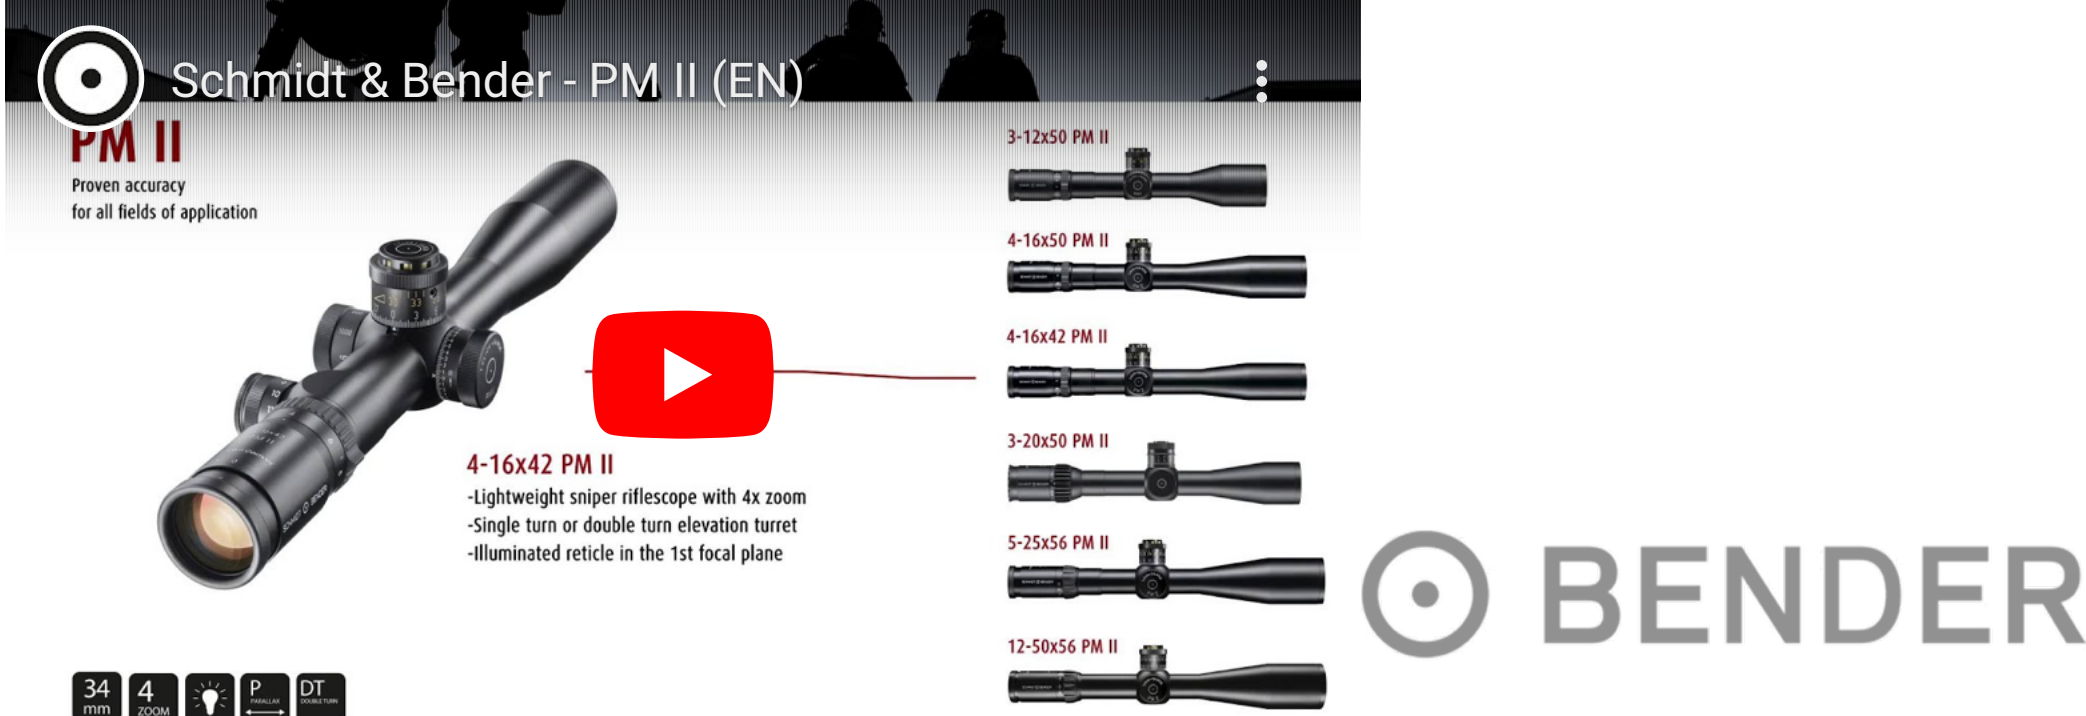 Schmidt & Bender - PM II (EN)
PM II
Proven accuracy
for all fields of application
4-16x42 PM II
-Lightweight sniper riflescope with 4x zoom
-Single turn or double turn elevation turret
-Illuminated reticle in the 1st focal plane
34
mm
4
ZOOM
P
PARALLAX
DT
DOUBLE TURN
3-12x50 PM II
4-16x50 PM II
4-16x42 PM II
3-20x50 PM II
5-25x56 PM II
12-50x56 PM II
BENDER